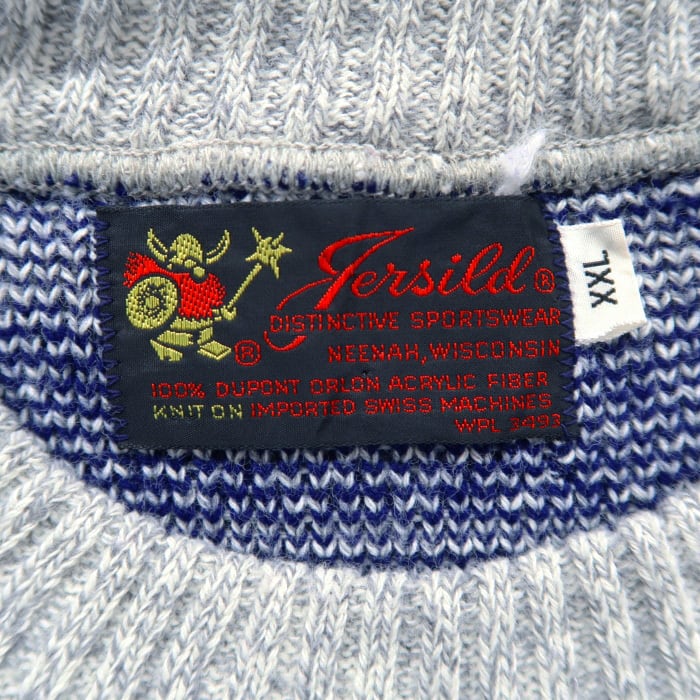 Jersild®
DISTINCTIVE SPORTSWEAR
® NEENAH, WISCONSIN
100% DUPONT ORLON ACRYLIC FIBER
KNIT ON IMPORTED SWISS MACHINES
WPL 3493
XXL